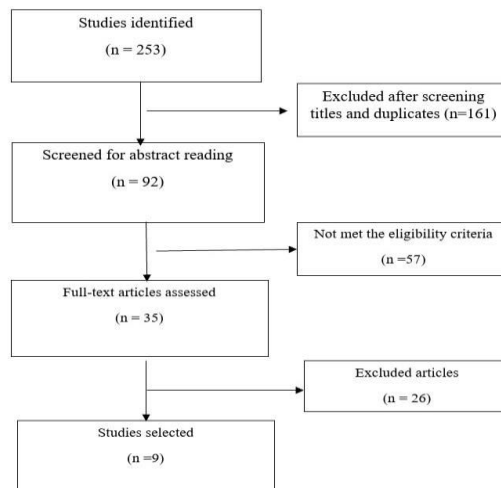 Studies identified
(n = 253)
Excluded after screening
titles and duplicates (n=161)
Screened for abstract reading
(n = 92)
Not met the eligibility criteria
(n =57)
Full-text articles assessed
(n = 35)
Excluded articles
(n = 26)
Studies selected
(n =9)